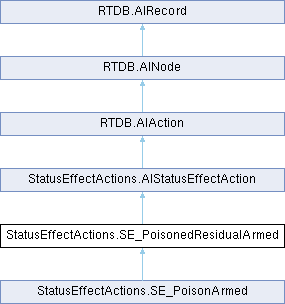 RTDB.AIRecord
RTDB.AINode
RTDB.AIAction
StatusEffectActions.AIStatusEffectAction
StatusEffectActions.SE_PoisonedResidualArmed
StatusEffectActions.SE_PoisonArmed